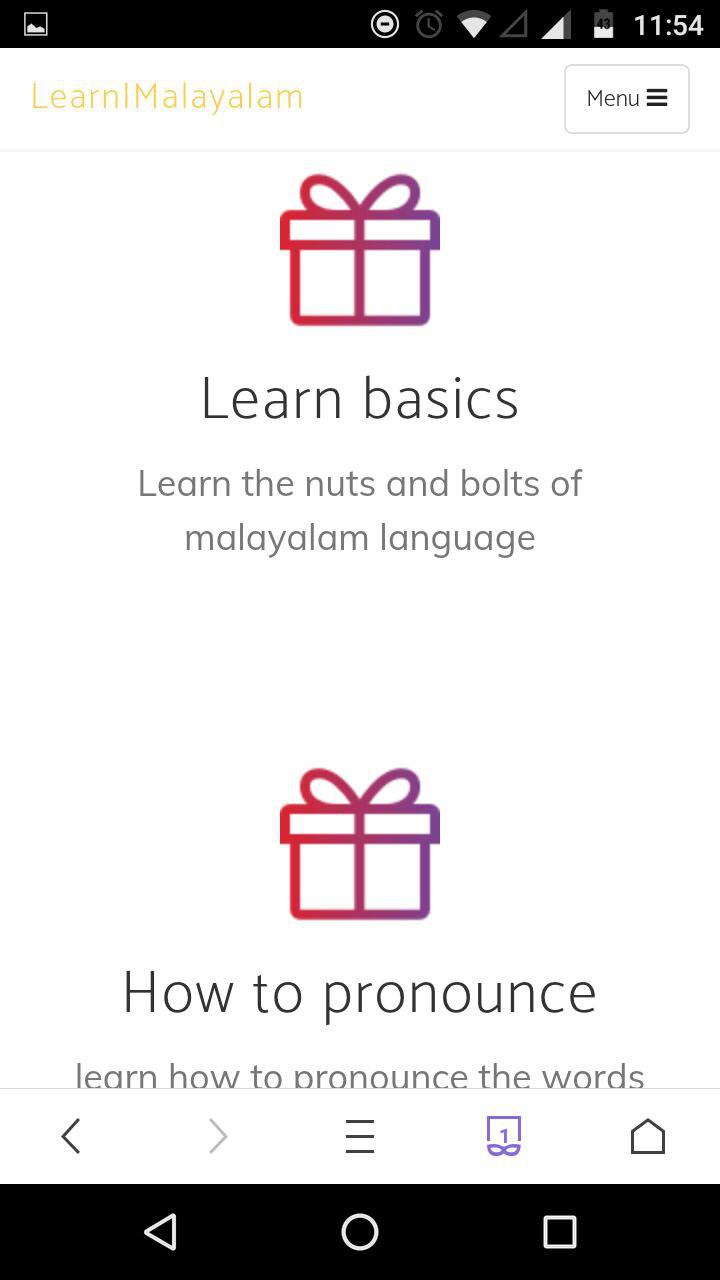 43 11:54
LearnIMalayalam
Menu
Learn basics
Learn the nuts and bolts of
malayalam language
How to pronounce
learn how to pronounce the words
1